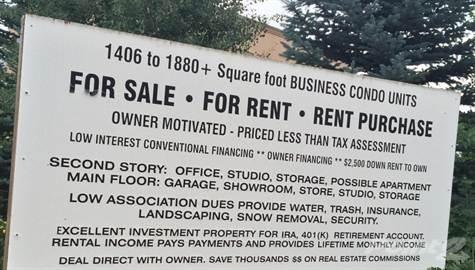 1406 to 1880+ Square foot BUSINESS CONDO UNITS
FOR SALE • FOR RENT • RENT PURCHASE
OWNER MOTIVATED - PRICED LESS THAN TAX ASSESSMENT
LOW INTEREST CONVENTIONAL FINANCING ** OWNER FINANCING ** $2,500 DOWN RENT TO OWN
SECOND STORY: OFFICE, STUDIO, STORAGE, POSSIBLE APARTMENT
MAIN FLOOR: GARAGE, SHOWROOM, STORE, STUDIO, STORAGE
LOW ASSOCIATION DUES PROVIDE WATER, TRASH, INSURANCE,
LANDSCAPING, SNOW REMOVAL, SECURITY.
EXCELLENT INVESTMENT PROPERTY FOR IRA, 401(K) RETIREMENT ACCOUNT.
RENTAL INCOME PAYS PAYMENTS AND PROVIDES LIFETIME MONTHLY INCOME
DEAL DIRECT WITH OWNER. SAVE THOUSANDS $$ ON REAL ESTATE COMMISSIONS